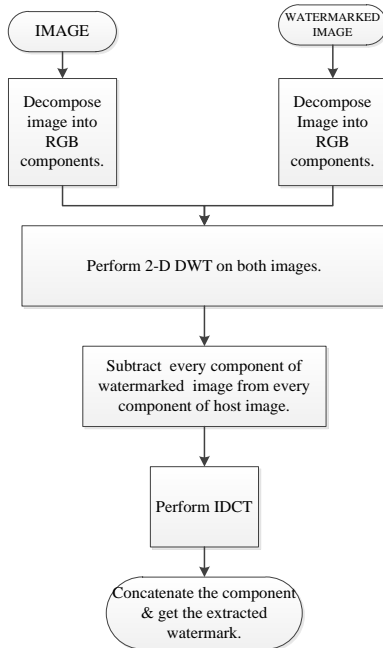 IMAGE
WATERMARKED
IMAGE
Decompose
image into
RGB
components.
Decompose
Image into
RGB
components.
Perform 2-D DWT on both images.
Subtract every component of
watermarked image from every
component of host image.
Perform IDCT
Concatenate the component
& get the extracted
watermark.